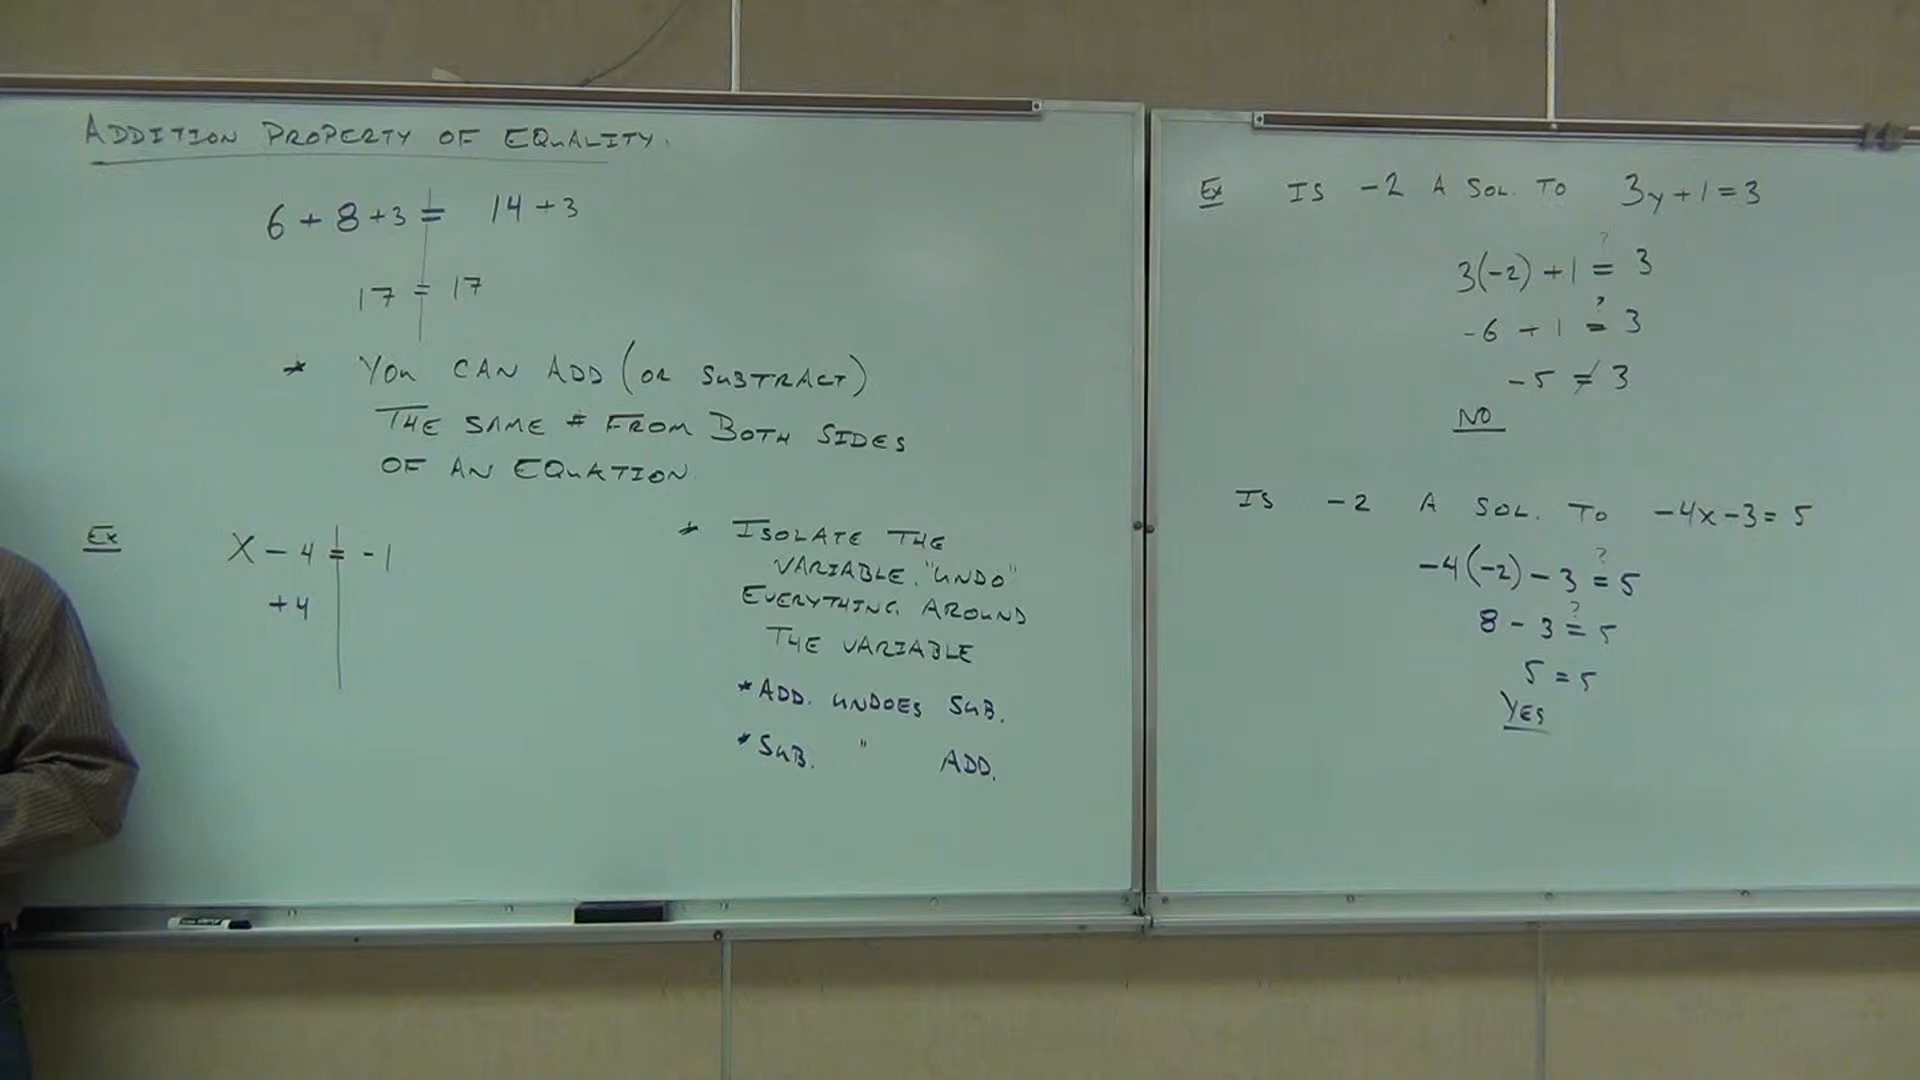 ADDITION PROPERTY OF EQUALITY.
6 + 8 + 3 = 14 + 3
17 = 17
* YOU CAN ADD (OR SUBTRACT)
THE SAME # FROM BOTH SIDES
OF AN EQUATION
Ex X - 4 = -1
+4
* ISOLATE THE
VARIABLE. "UNDO"
EVERYTHING AROUND
THE VARIABLE
* ADD. UNDOES SUB.
* SUB. " ADD.
Ex IS -2 A SOL. TO 3y + 1 = 3
3(-2) + 1 ?= 3
-6 + 1 ?= 3
-5 ≠ 3
NO
IS -2 A SOL. TO -4x - 3 = 5
-4(-2) - 3 ?= 5
8 - 3 ?= 5
5 = 5
YES